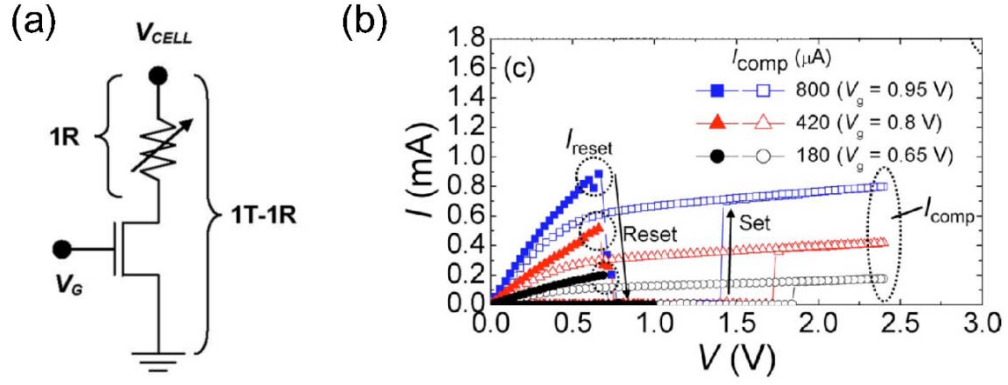 (a)
V_CELL
1R
1T-1R
V_G
(b)
(c)
I_comp (μA)
800 (V_g = 0.95 V)
420 (V_g = 0.8 V)
180 (V_g = 0.65 V)
I_reset
Reset
Set
I_comp
I (mA)
1.8
1.6
1.4
1.2
1.0
0.8
0.6
0.4
0.2
0.0
0.0 0.5 1.0 1.5 2.0 2.5 3.0
V (V)